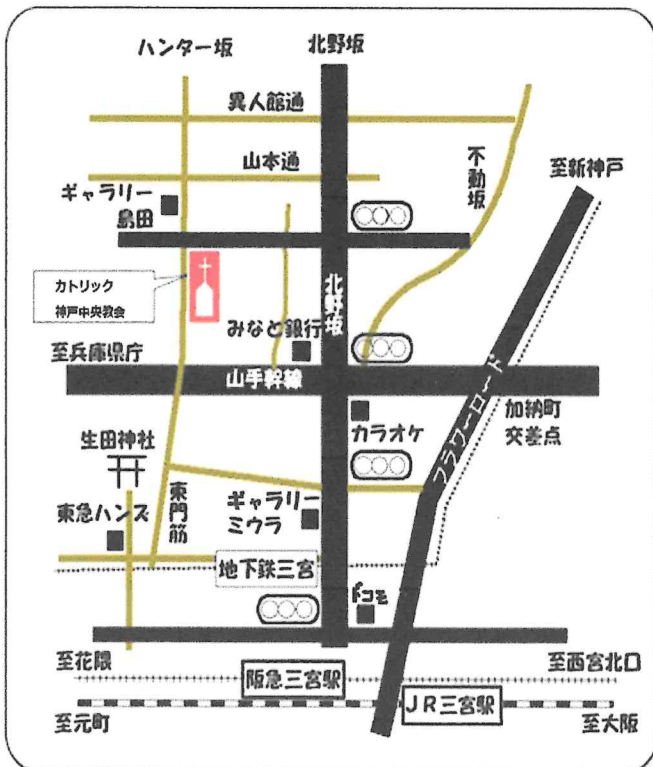 ハンター坂
北野坂
異人館通
山本通
不動坂
至新神戸
ギャラリー
島田
カトリック
神戸中央教会
北野坂
みなと銀行
至兵庫県庁
山手幹線
フラワーロード
加納町
交差点
カラオケ
生田神社
東急ハンズ
東門筋
ギャラリー
ミウラ
地下鉄三宮
ドコモ
至花隈
阪急三宮駅
至西宮北口
至元町
JR三宮駅
至大阪